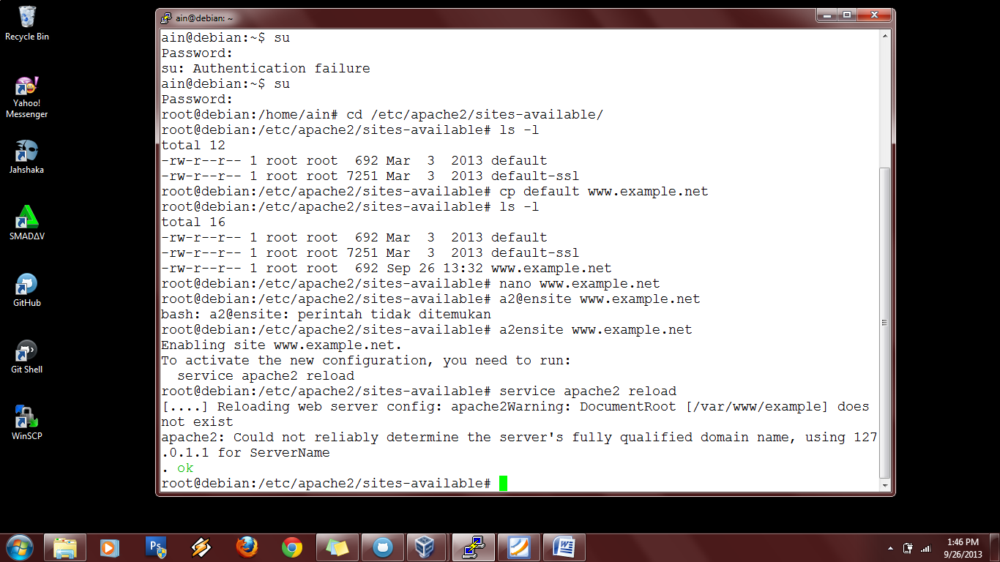 Recycle Bin
Yahoo!
Messenger
Jahshaka
SMADΔV
GitHub
Git Shell
WinSCP
ain@debian: ~
ain@debian:~$ su
Password:
su: Authentication failure
ain@debian:~$ su
Password:
root@debian:/home/ain# cd /etc/apache2/sites-available/
root@debian:/etc/apache2/sites-available# ls -l
total 12
-rw-r--r-- 1 root root  692 Mar  3  2013 default
-rw-r--r-- 1 root root 7251 Mar  3  2013 default-ssl
root@debian:/etc/apache2/sites-available# cp default www.example.net
root@debian:/etc/apache2/sites-available# ls -l
total 16
-rw-r--r-- 1 root root  692 Mar  3  2013 default
-rw-r--r-- 1 root root 7251 Mar  3  2013 default-ssl
-rw-r--r-- 1 root root  692 Sep 26 13:32 www.example.net
root@debian:/etc/apache2/sites-available# nano www.example.net
root@debian:/etc/apache2/sites-available# a2@ensite www.example.net
bash: a2@ensite: perintah tidak ditemukan
root@debian:/etc/apache2/sites-available# a2ensite www.example.net
Enabling site www.example.net.
To activate the new configuration, you need to run:
  service apache2 reload
root@debian:/etc/apache2/sites-available# service apache2 reload
[....] Reloading web server config: apache2Warning: DocumentRoot [/var/www/example] does
not exist
apache2: Could not reliably determine the server's fully qualified domain name, using 127
.0.1.1 for ServerName
. ok
root@debian:/etc/apache2/sites-available#
Ps
W
1:46 PM
9/26/2013